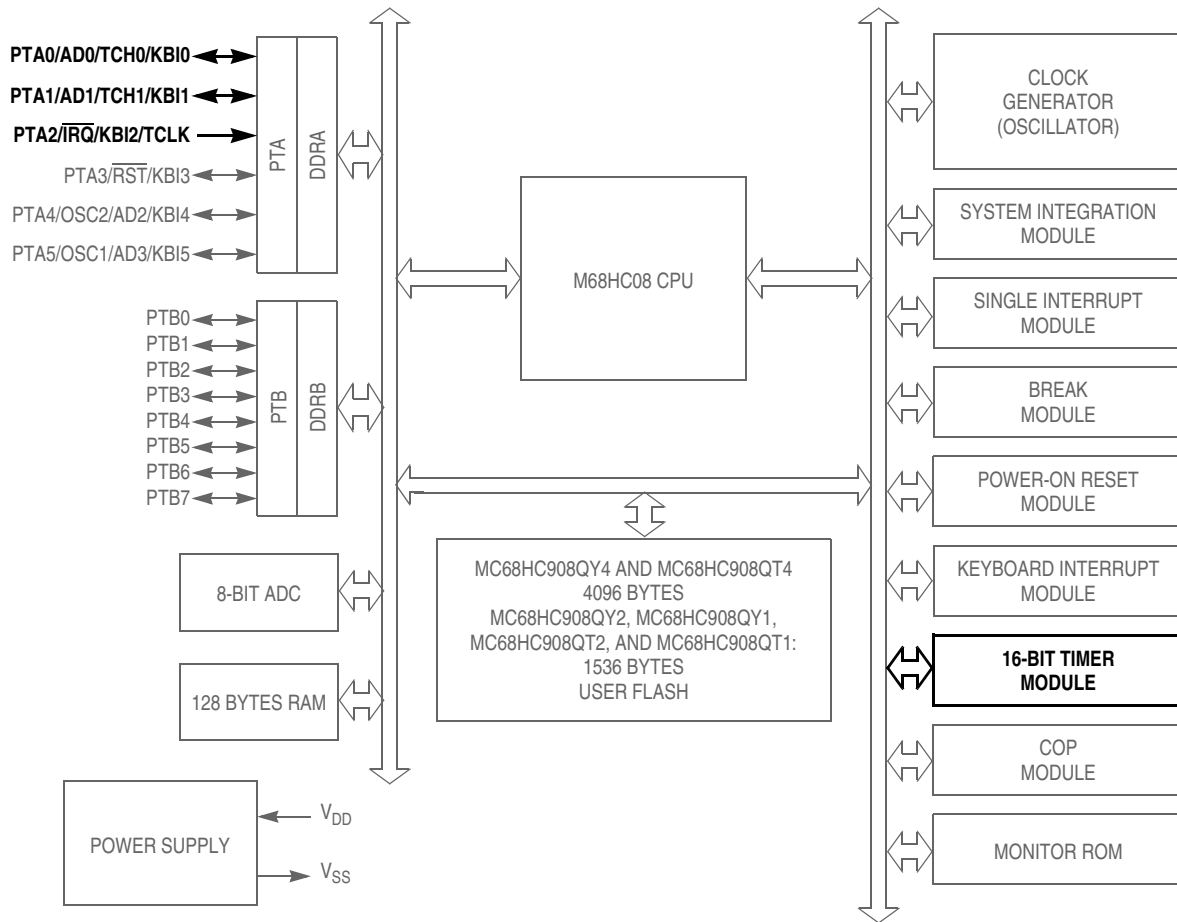 PTA0/AD0/TCH0/KBI0
PTA1/AD1/TCH1/KBI1
PTA2/IRQ/KBI2/TCLK
PTA3/RST/KBI3
PTA4/OSC2/AD2/KBI4
PTA5/OSC1/AD3/KBI5
PTA
DDRA
PTB0
PTB1
PTB2
PTB3
PTB4
PTB5
PTB6
PTB7
PTB
DDRB
8-BIT ADC
128 BYTES RAM
POWER SUPPLY
VDD
VSS
M68HC08 CPU
MC68HC908QY4 AND MC68HC908QT4
4096 BYTES
MC68HC908QY2, MC68HC908QY1,
MC68HC908QT2, AND MC68HC908QT1:
1536 BYTES
USER FLASH
CLOCK
GENERATOR
(OSCILLATOR)
SYSTEM INTEGRATION
MODULE
SINGLE INTERRUPT
MODULE
BREAK
MODULE
POWER-ON RESET
MODULE
KEYBOARD INTERRUPT
MODULE
16-BIT TIMER
MODULE
COP
MODULE
MONITOR ROM